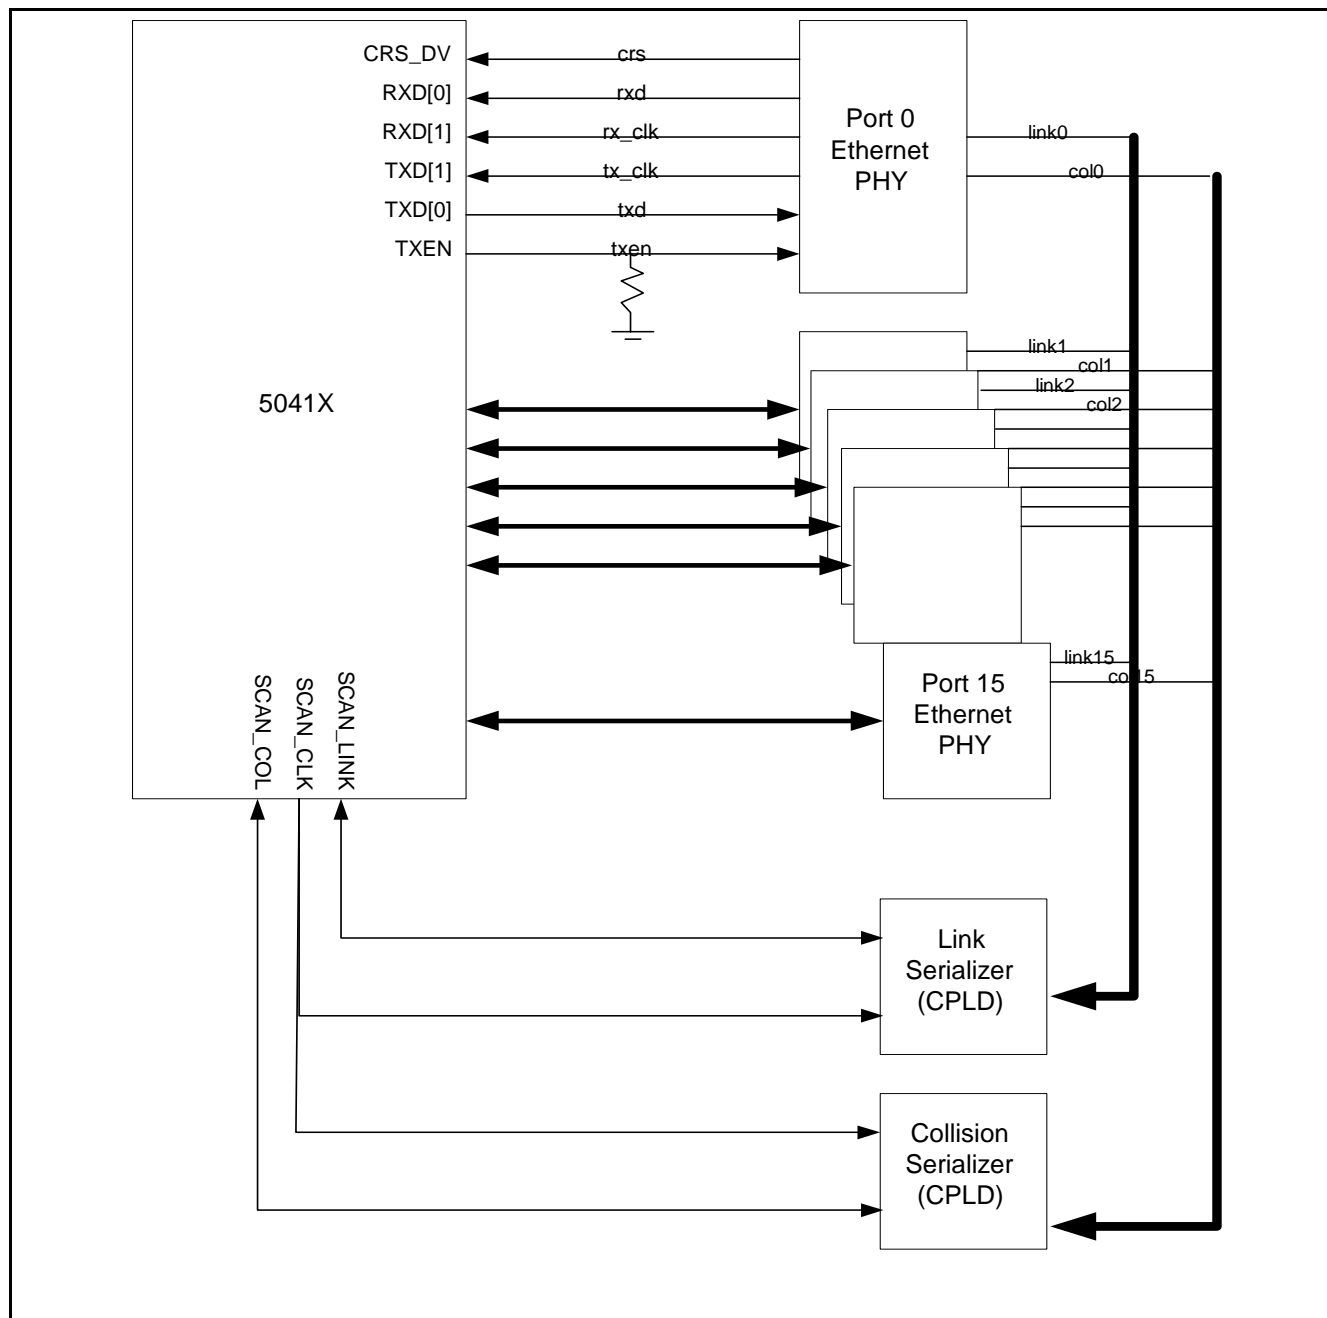 CRS_DV
crs
RXD[0]
rxd
RXD[1]
rx_clk
TXD[1]
tx_clk
TXD[0]
txd
TXEN
txen
Port 0
Ethernet
PHY
link0
col0
5041X
link1
col1
link2
col2
Port 15
Ethernet
PHY
link15
col15
SCAN_COL
SCAN_CLK
SCAN_LINK
Link
Serializer
(CPLD)
Collision
Serializer
(CPLD)